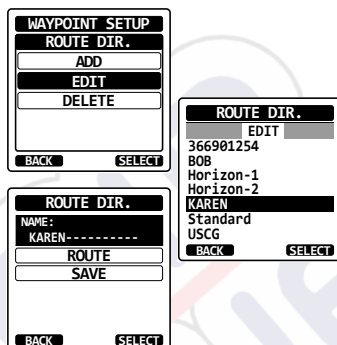 WAYPOINT SETUP
ROUTE DIR.
ADD
EDIT
DELETE
BACK SELECT
ROUTE DIR.
EDIT
366901254
BOB
Horizon-1
Horizon-2
KAREN
Standard
USCG
BACK SELECT
ROUTE DIR.
NAME:
KAREN----------
ROUTE
SAVE
BACK SELECT